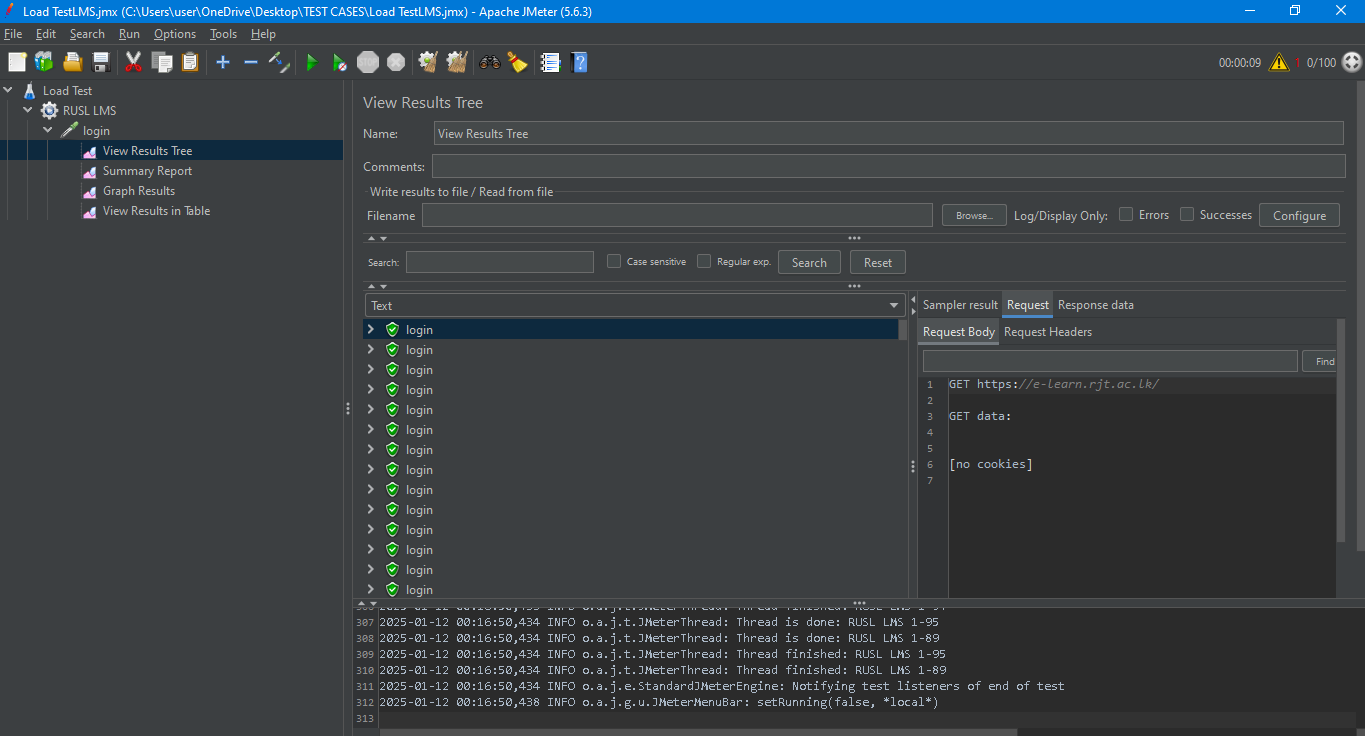 Load TestLMS.jmx (C:\Users\user\OneDrive\Desktop\TEST CASES\Load TestLMS.jmx) - Apache JMeter (5.6.3)
File Edit Search Run Options Tools Help
STOP 00:00:09 1 0/100
Load Test
RUSL LMS
login
View Results Tree
Summary Report
Graph Results
View Results in Table
View Results Tree
Name: View Results Tree
Comments:
Write results to file / Read from file
Filename Browse... Log/Display Only: Errors Successes Configure
Search: Case sensitive Regular exp. Search Reset
Text
login
login
login
login
login
login
login
login
login
login
login
login
login
login
Sampler result Request Response data
Request Body Request Headers
Find
1 GET https://e-learn.rjt.ac.lk/
2
3 GET data:
4
5
6 [no cookies]
7
307 2025-01-12 00:16:50,434 INFO o.a.j.t.JMeterThread: Thread is done: RUSL LMS 1-95
308 2025-01-12 00:16:50,434 INFO o.a.j.t.JMeterThread: Thread is done: RUSL LMS 1-89
309 2025-01-12 00:16:50,434 INFO o.a.j.t.JMeterThread: Thread finished: RUSL LMS 1-95
310 2025-01-12 00:16:50,434 INFO o.a.j.t.JMeterThread: Thread finished: RUSL LMS 1-89
311 2025-01-12 00:16:50,434 INFO o.a.j.e.StandardJMeterEngine: Notifying test listeners of end of test
312 2025-01-12 00:16:50,438 INFO o.a.j.g.u.JMeterMenuBar: setRunning(false, *local*)
313